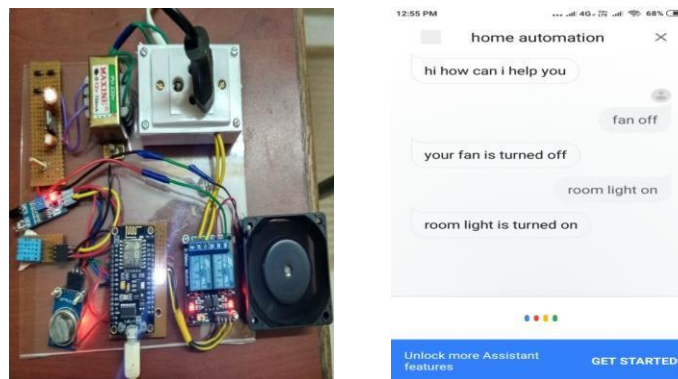 MAXINE
12:55 PM
4G
68%
home automation
hi how can i help you
fan off
your fan is turned off
room light on
room light is turned on
Unlock more Assistant
features
GET STARTED